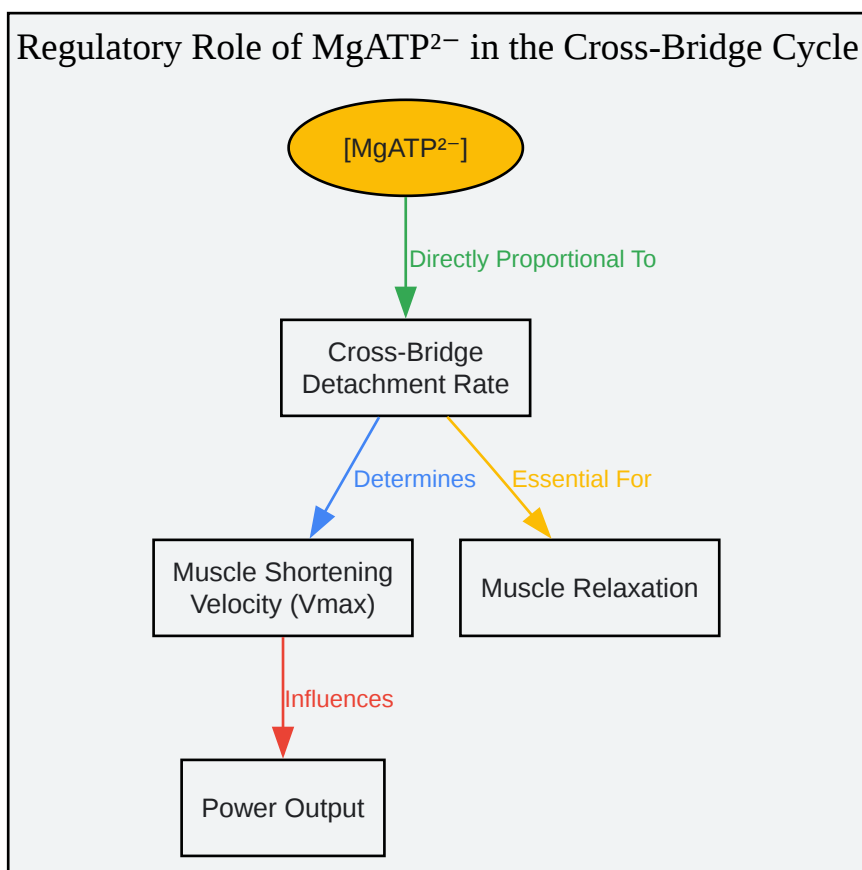 Regulatory Role of MgATP²⁻ in the Cross-Bridge Cycle
[MgATP²⁻]
Directly Proportional To
Cross-Bridge
Detachment Rate
Determines
Essential For
Muscle Shortening
Velocity (Vmax)
Muscle Relaxation
Influences
Power Output